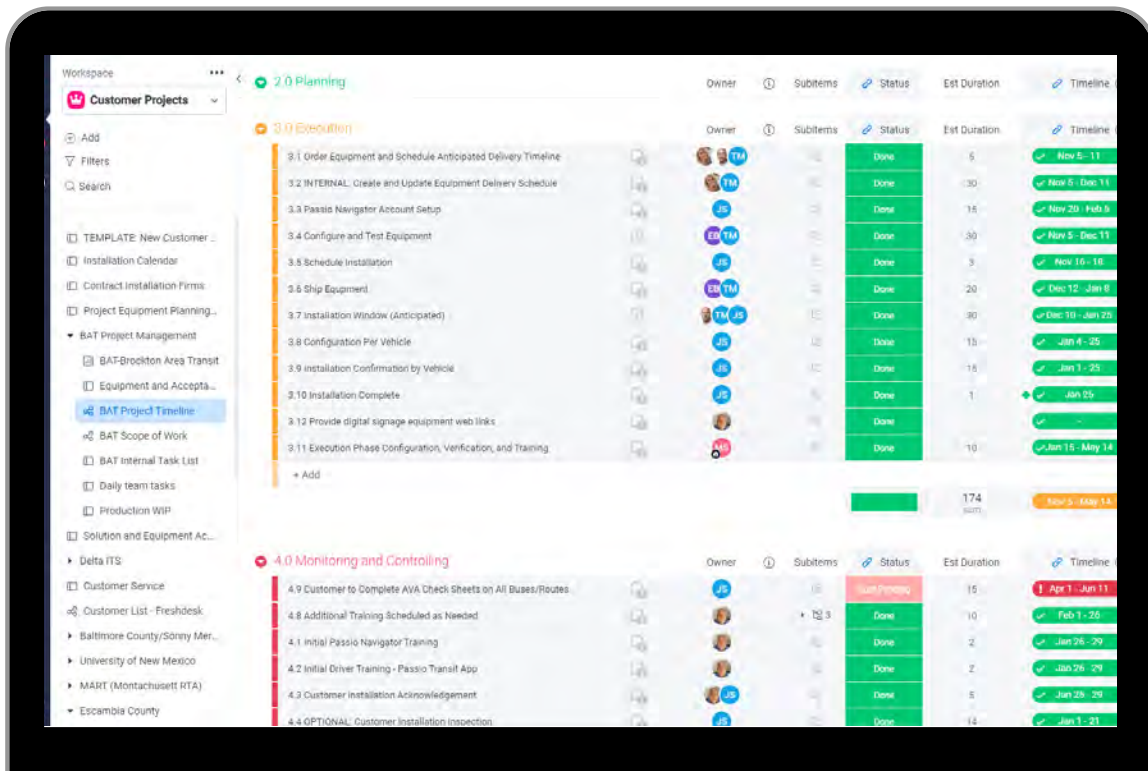 Workspace •••
Customer Projects
Add
Filters
Search
TEMPLATE: New Customer ...
Installation Calendar
Contract Installation Firms
Project Equipment Planning...
BAT Project Management
BAT-Brockton Area Transit
Equipment and Accepta...
BAT Project Timeline
BAT Scope of Work
BAT Internal Task List
Daily team tasks
Production WIP
Solution and Equipment Ac...
Delta ITS
Customer Service
Customer List - Freshdesk
Baltimore County/Sonny Mer...
University of New Mexico
MART (Montachusett RTA)
Escambia County
2.0 Planning Owner Subitems Status Est Duration Timeline
3.0 Execution Owner Subitems Status Est Duration Timeline
3.1 Order Equipment and Schedule Anticipated Delivery Timeline TM Done 5 Nov 5 - 11
3.2 INTERNAL: Create and Update Equipment Delivery Schedule TM Done 30 Nov 5 - Dec 11
3.3 Passio Navigator Account Setup JS Done 15 Nov 20 - Feb 5
3.4 Configure and Test Equipment TM Done 30 Nov 5 - Dec 11
3.5 Schedule Installation JS Done 3 Nov 16 - 18
3.6 Ship Equipment TM Done 20 Dec 12 - Jan 8
3.7 Installation Window (Anticipated) TM JS Done 30 Dec 10 - Jan 25
3.8 Configuration Per Vehicle JS Done 15 Jan 4 - 25
3.9 Installation Confirmation by Vehicle JS Done 15 Jan 1 - 25
3.10 Installation Complete JS Done 1 Jan 25
3.12 Provide digital signage equipment web links Done -
3.11 Execution Phase Configuration, Verification, and Training MS Done 10 Jan 15 - May 14
+ Add
174 Nov 5 - May 14
sum
4.0 Monitoring and Controlling Owner Subitems Status Est Duration Timeline
4.9 Customer to Complete AVA Check Sheets on All Buses/Routes JS 15 Apr 1 - Jun 11
4.8 Additional Training Scheduled as Needed 3 Done 10 Feb 1 - 26
4.1 Initial Passio Navigator Training Done 2 Jan 26 - 29
4.2 Initial Driver Training - Passio Transit App Done 2 Jan 26 - 29
4.3 Customer Installation Acknowledgement JS Done 5 Jan 25 - 29
4.4 OPTIONAL: Customer Installation Inspection JS Done 14 Jan 1 - 21